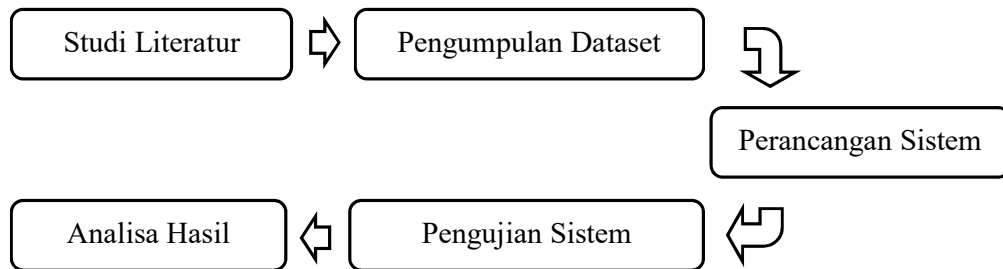 Studi Literatur
Pengumpulan Dataset
Perancangan Sistem
Pengujian Sistem
Analisa Hasil